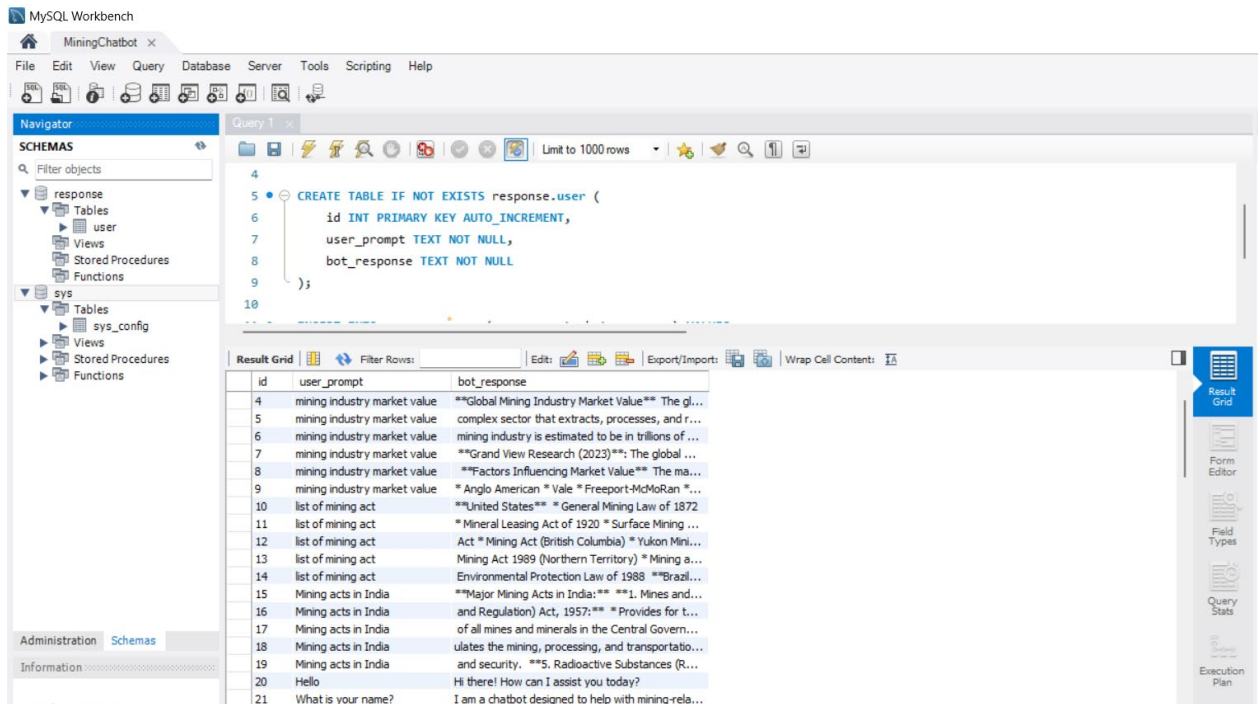 MySQL Workbench
MiningChatbot
File Edit View Query Database Server Tools Scripting Help
Navigator
SCHEMAS
Filter objects
response
Tables
user
Views
Stored Procedures
Functions
sys
Tables
sys_config
Views
Stored Procedures
Functions
Administration Schemas
Information
Query 1
Limit to 1000 rows
4
5 CREATE TABLE IF NOT EXISTS response.user (
6 id INT PRIMARY KEY AUTO_INCREMENT,
7 user_prompt TEXT NOT NULL,
8 bot_response TEXT NOT NULL
9 );
10
Result Grid Filter Rows: Edit: Export/Import: Wrap Cell Content:
id user_prompt bot_response
4 mining industry market value **Global Mining Industry Market Value** The gl...
5 mining industry market value complex sector that extracts, processes, and r...
6 mining industry market value mining industry is estimated to be in trillions of ...
7 mining industry market value **Grand View Research (2023)**: The global ...
8 mining industry market value **Factors Influencing Market Value** The ma...
9 mining industry market value * Anglo American * Vale * Freeport-McMoRan *...
10 list of mining act **United States** * General Mining Law of 1872
11 list of mining act * Mineral Leasing Act of 1920 * Surface Mining ...
12 list of mining act Act * Mining Act (British Columbia) * Yukon Mini...
13 list of mining act Mining Act 1989 (Northern Territory) * Mining a...
14 list of mining act Environmental Protection Law of 1988 **Brazil...
15 Mining acts in India **Major Mining Acts in India:** **1. Mines and...
16 Mining acts in India and Regulation) Act, 1957:** * Provides for t...
17 Mining acts in India of all mines and minerals in the Central Govern...
18 Mining acts in India ulates the mining, processing, and transportatio...
19 Mining acts in India and security. **5. Radioactive Substances (R...
20 Hello Hi there! How can I assist you today?
21 What is your name? I am a chatbot designed to help with mining-rela...
Result Grid
Form Editor
Field Types
Query Stats
Execution Plan